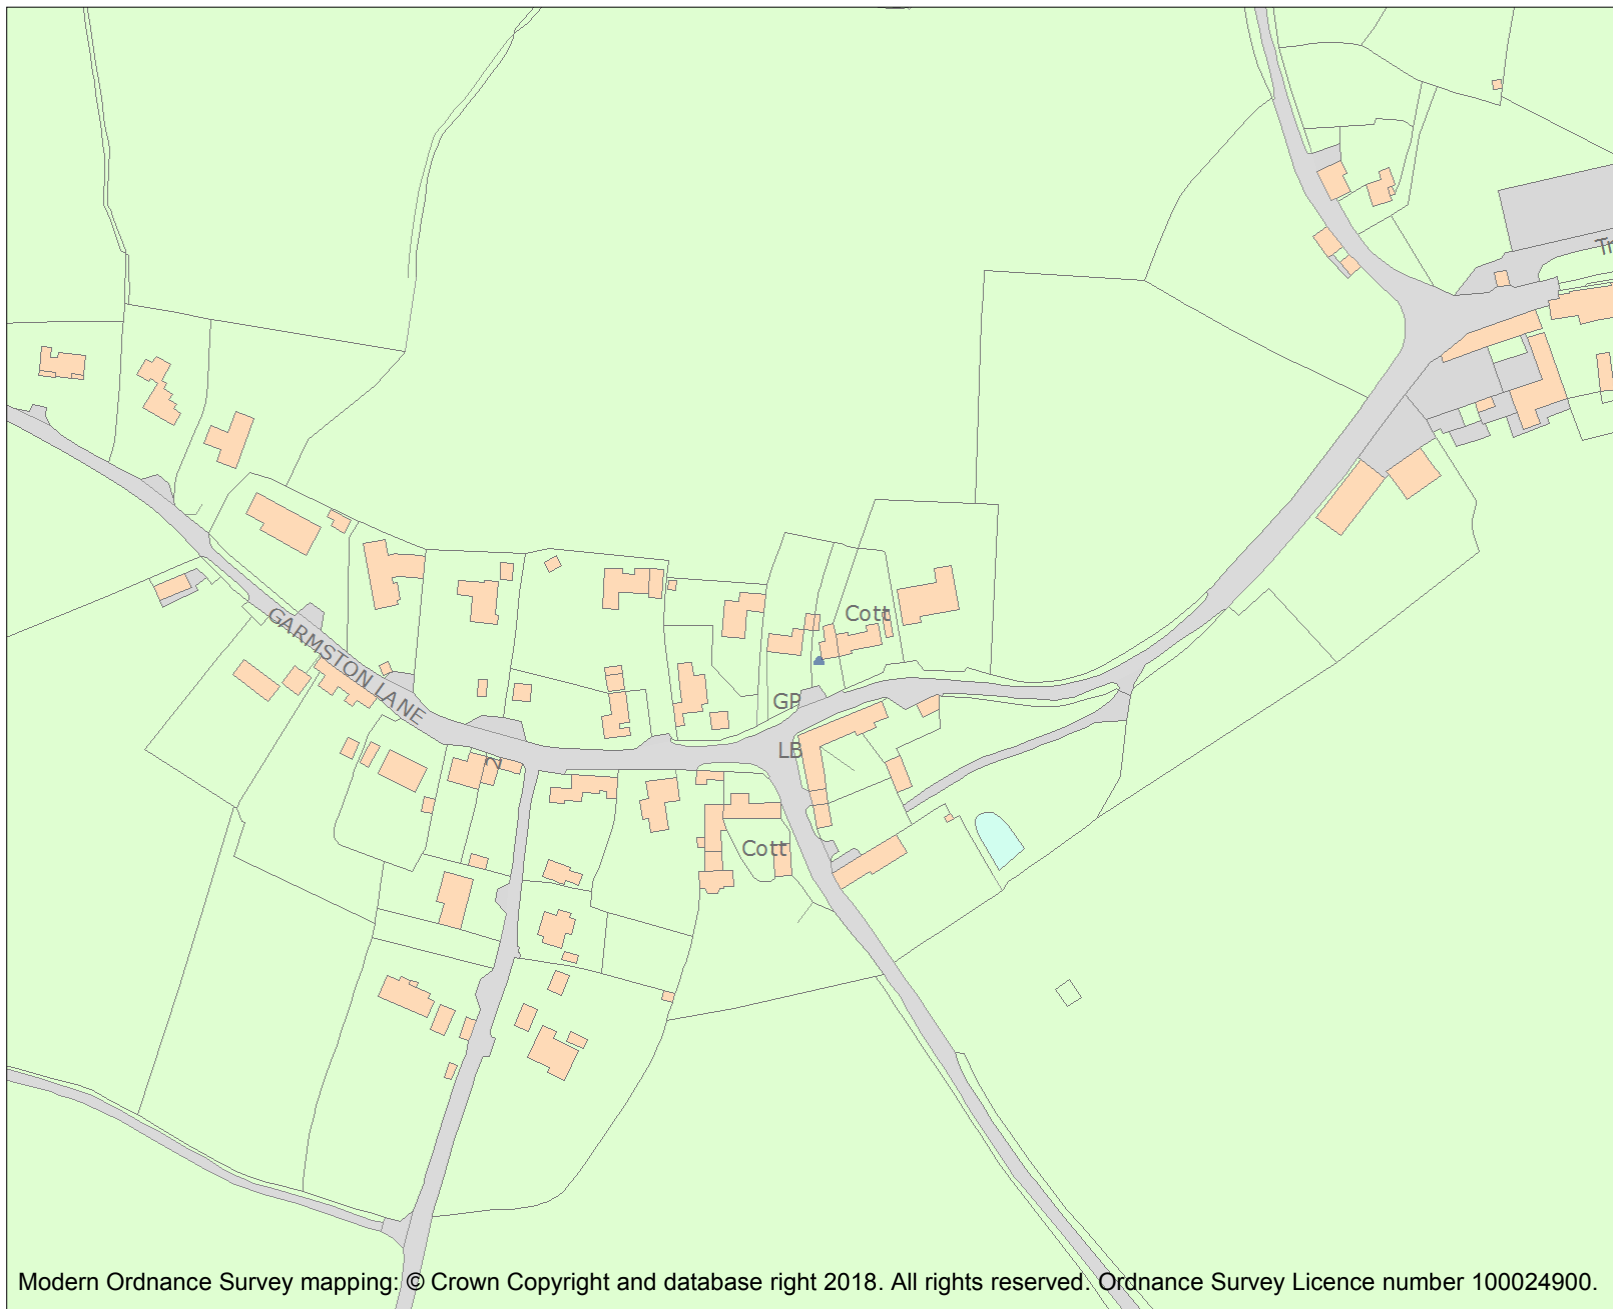 Tr
Cott
GARMSTON LANE
GP
LB
2
Cott
Modern Ordnance Survey mapping: © Crown Copyright and database right 2018. All rights reserved. Ordnance Survey Licence number 100024900.